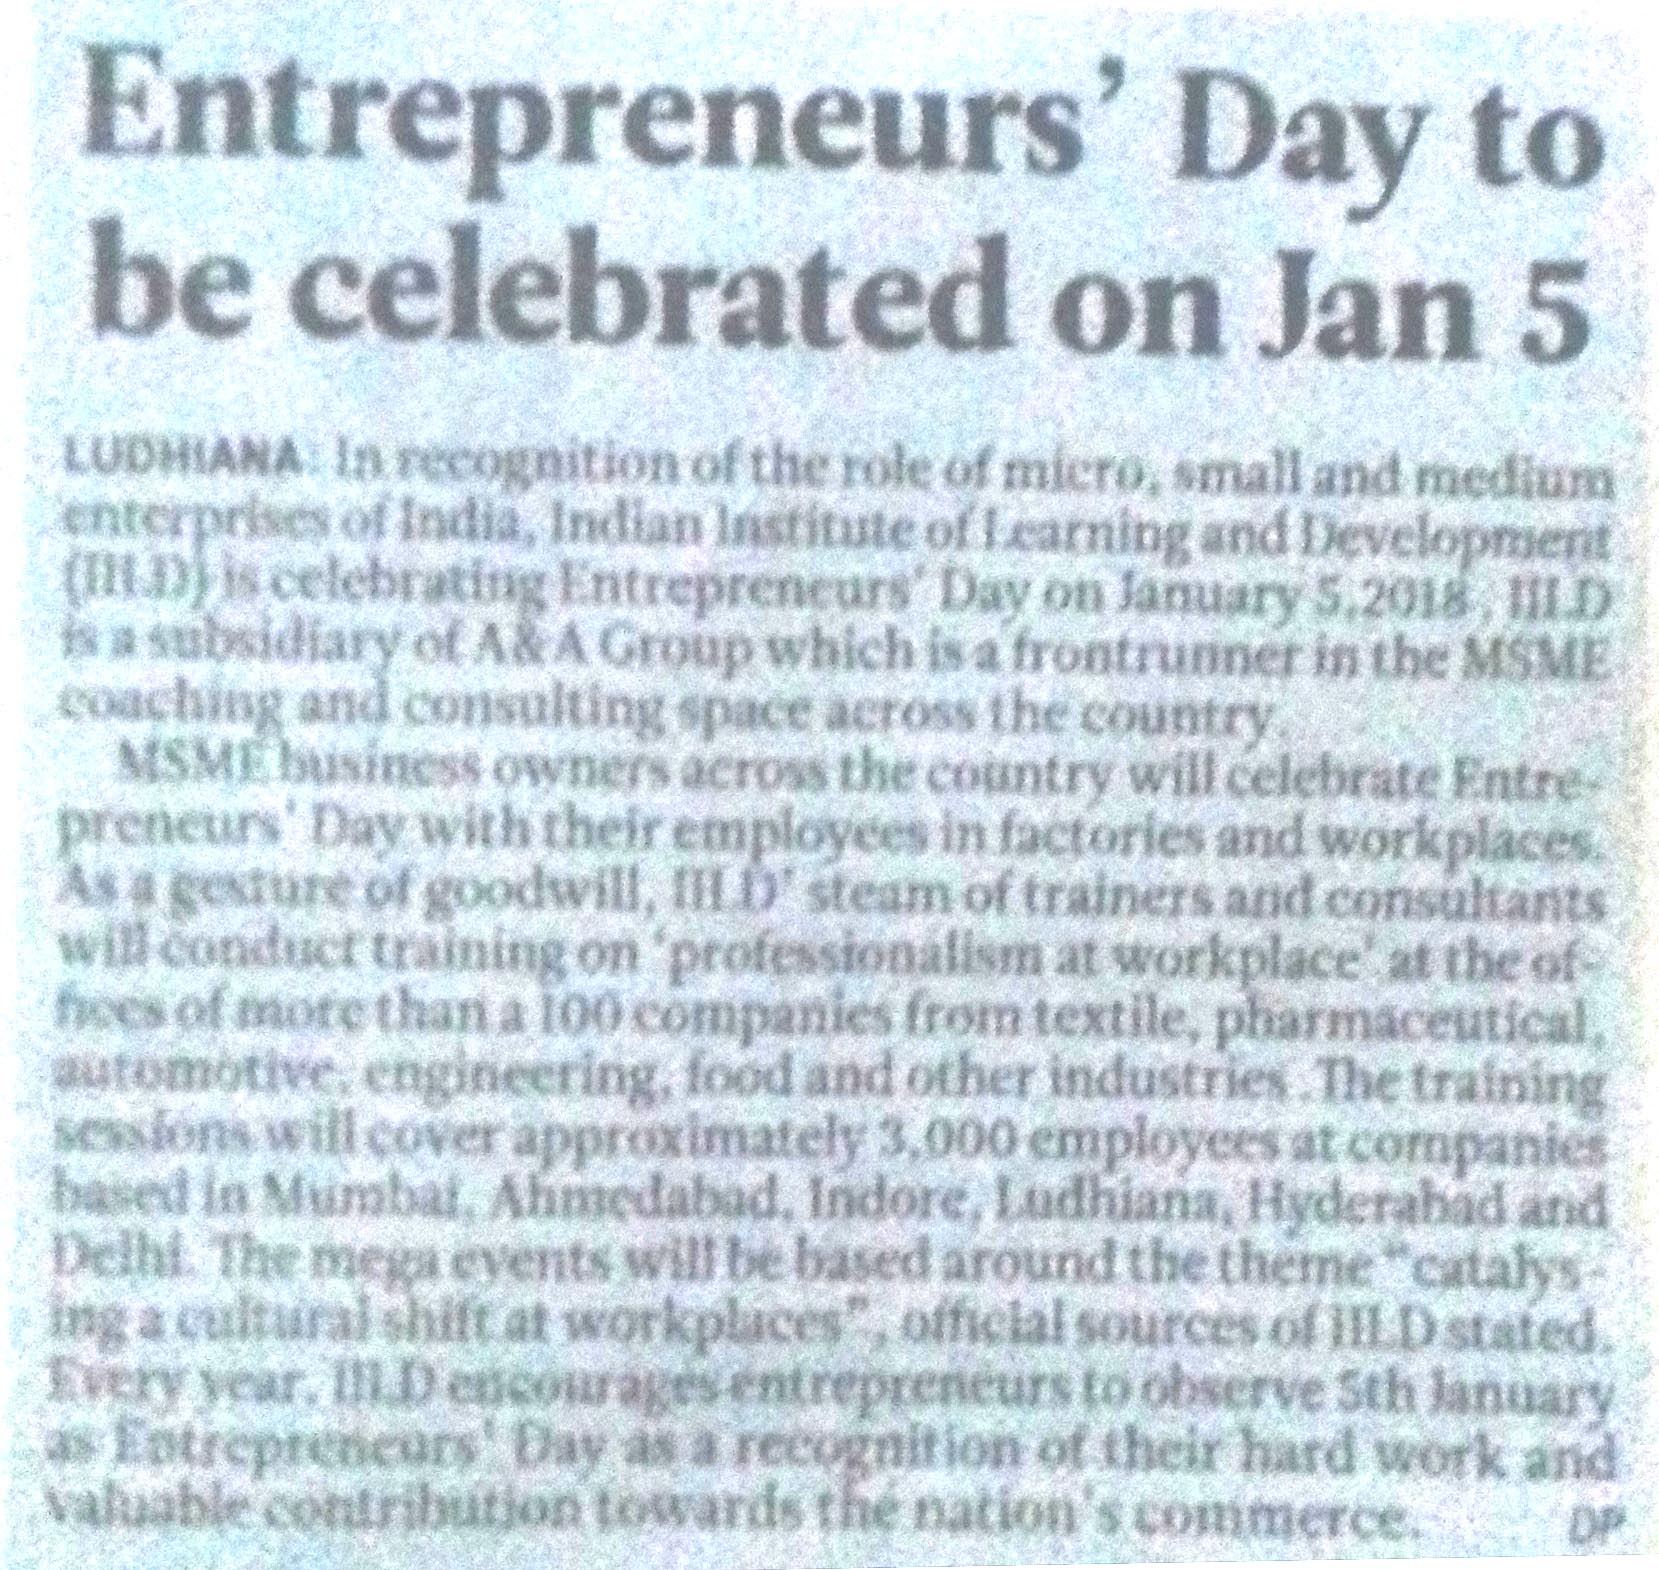 Entrepreneurs' Day to
be celebrated on Jan 5
LUDHIANA: In recognition of the role of micro, small and medium
enterprises of India, Indian Institute of Learning and Development
(IILD) is celebrating Entrepreneurs' Day on January 5,2018 . IILD
is a subsidiary of A&A Group which is a frontrunner in the MSME
coaching and consulting space across the country.
MSME business owners across the country will celebrate Entre-
preneurs' Day with their employees in factories and workplaces.
As a gesture of goodwill, IILD' steam of trainers and consultants
will conduct training on 'professionalism at workplace' at the of-
fices of more than a 100 companies from textile, pharmaceutical,
automotive, engineering, food and other industries .The training
sessions will cover approximately 3,000 employees at companies
based in Mumbai, Ahmedabad, Indore, Ludhiana, Hyderabad and
Delhi. The mega events will be based around the theme "catalys-
ing a cultural shift at workplaces", official sources of IILD stated.
Every year, IILD encourages entrepreneurs to observe 5th January
as Entrepreneurs' Day as a recognition of their hard work and
valuable contribution towards the nation's commerce. DP